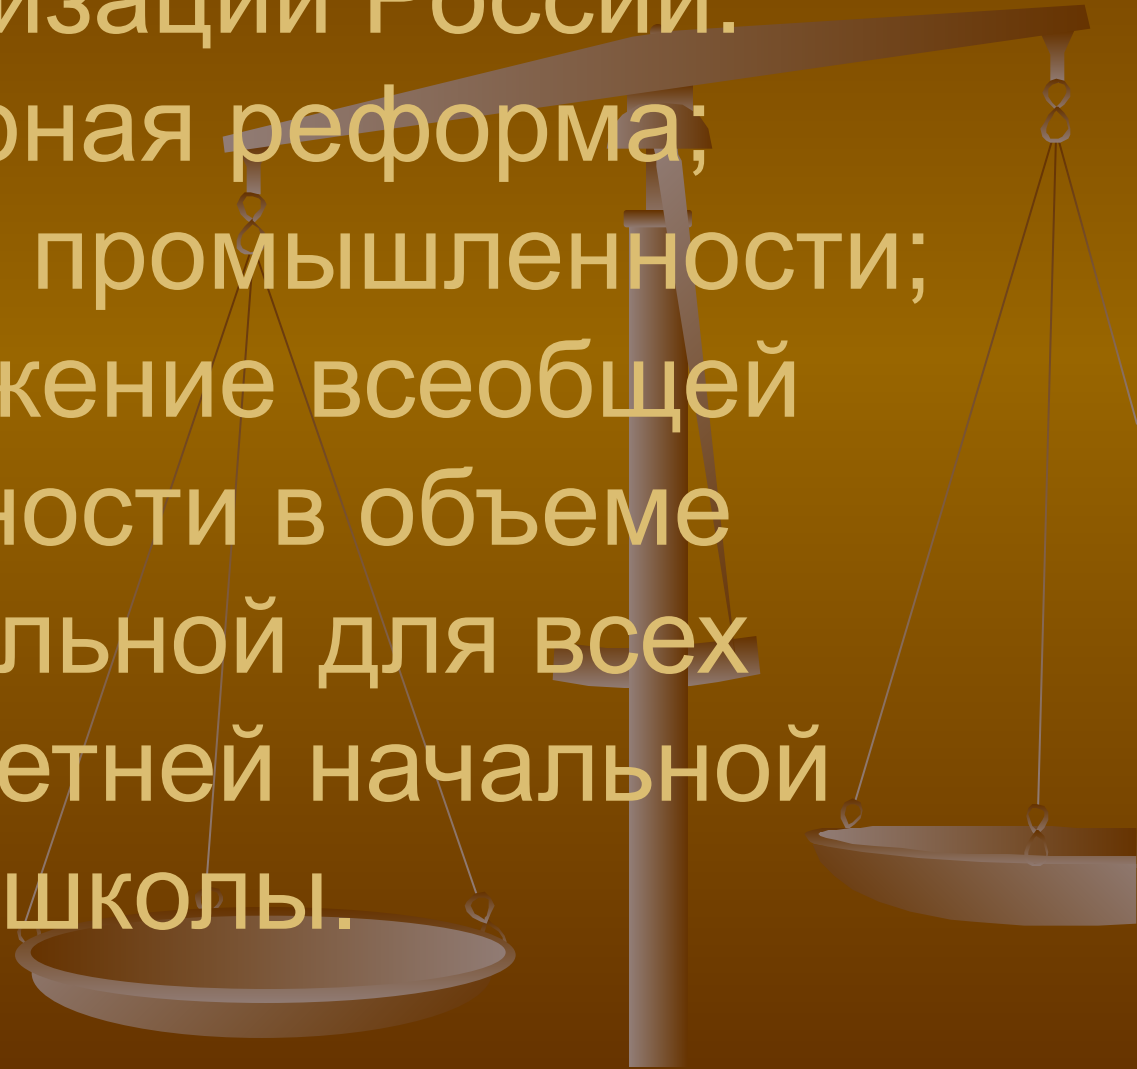 изации России.
рная реформа;
промышленности;
жение всеобщей
ности в объеме
льной для всех
етней начальной
школы.